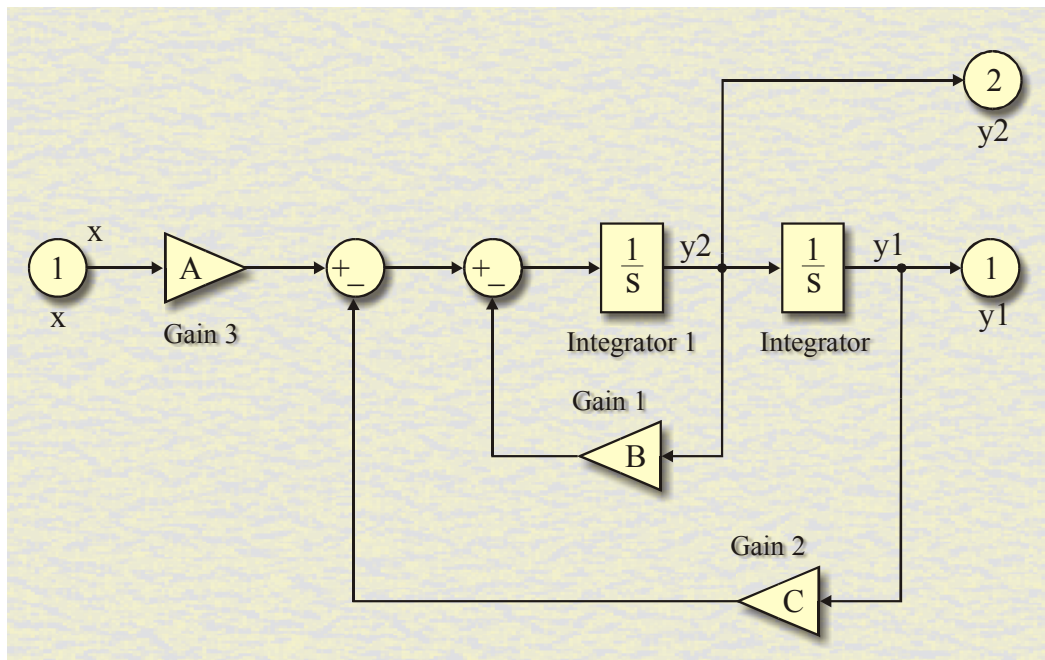 2
y2
x
1
x
A
Gain 3
+
−
+
−
1
s
Integrator 1
y2
1
s
Integrator
y1
1
y1
Gain 1
B
Gain 2
C